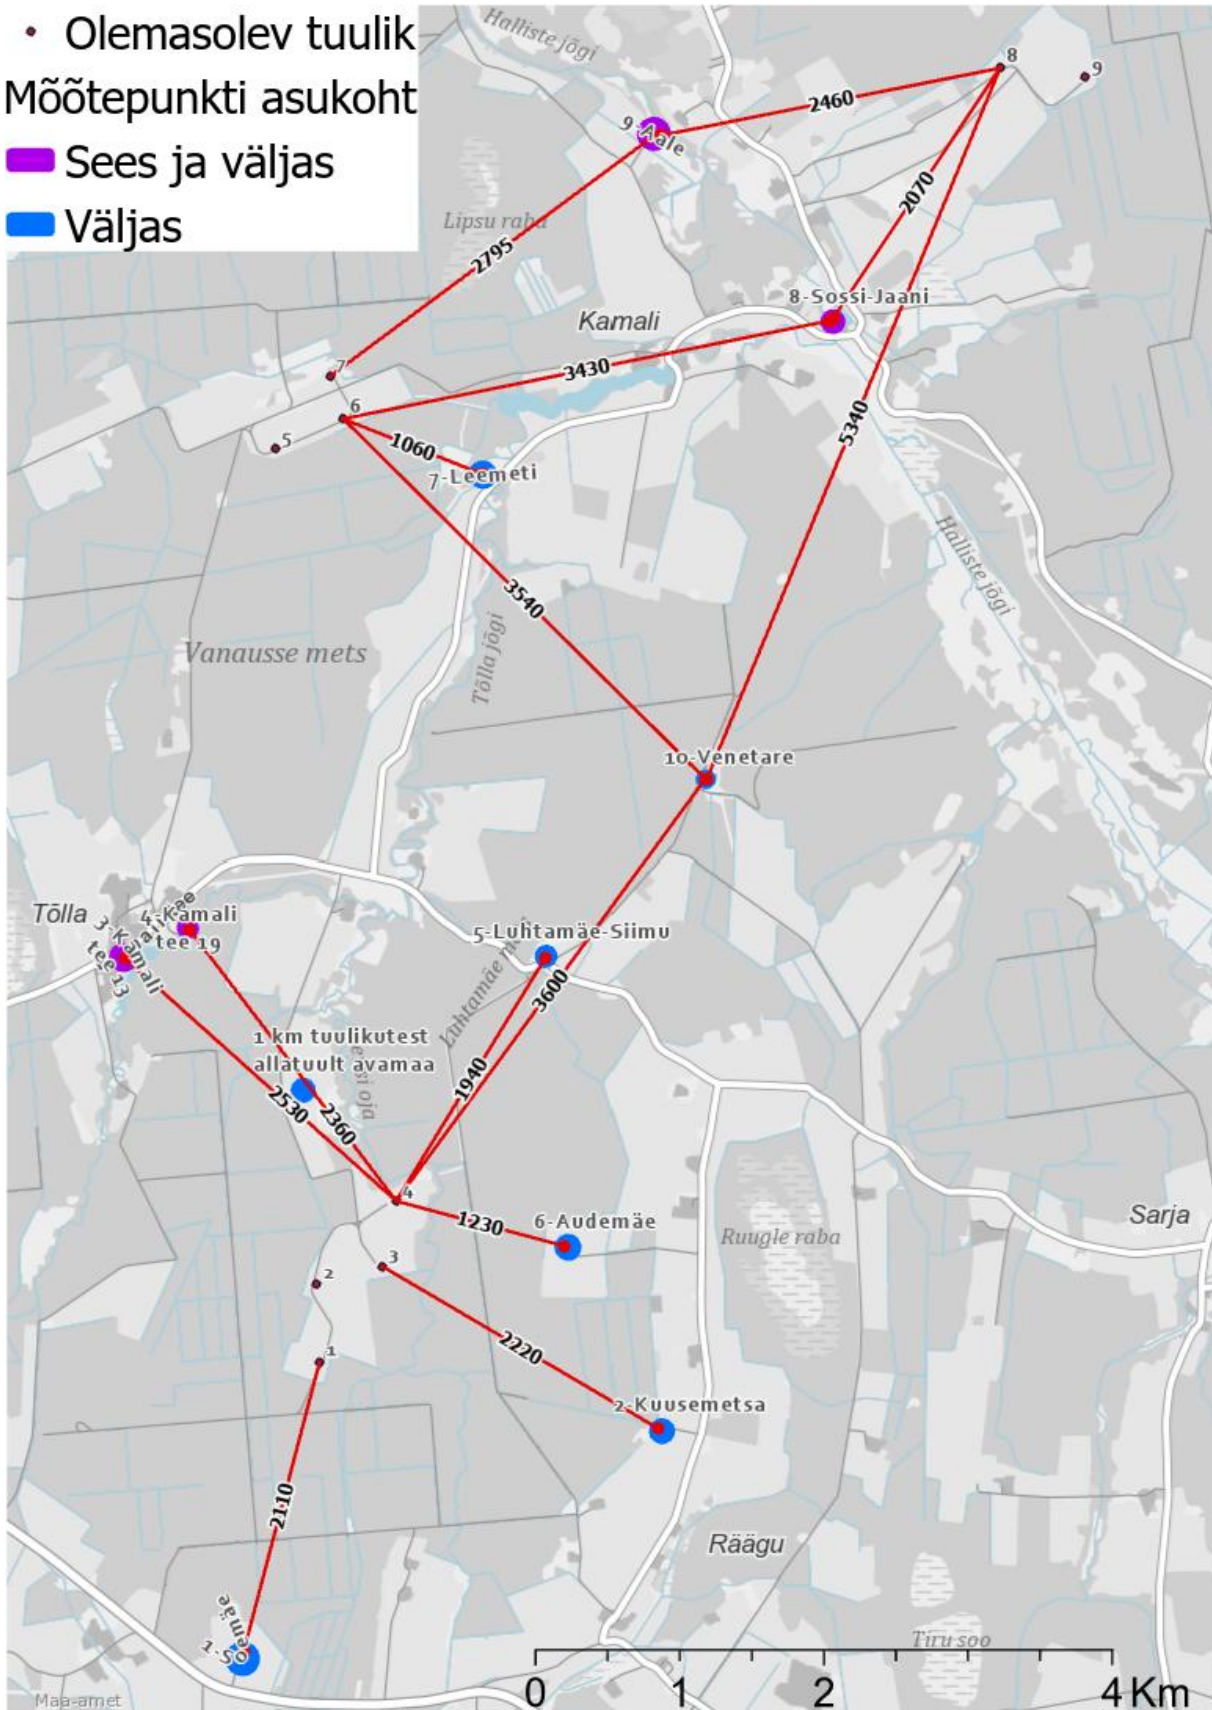 Olemasolev tuulik
Mõõtepunkti asukoht
Sees ja väljas
Väljas
Halliste jõgi
8
9
2460
9-Aale
2070
Lipsu raba
2795
8-Sossi-Jaani
Kamali
7
3430
6
5340
5
1060
7-Leemeti
Halliste jõgi
3540
Tõlla jõgi
Vanausse mets
10-Venetare
Tõlla
4-Kamali
tee 19
3-Kamali
tee 13
5-Luhtamäe-Siimu
Luhtamäe
3600
1 km tuulikutest
allatuult avamaa
oja
1940
2530
2360
4
1230
6-Audemäe
Sarja
Ruugle raba
3
2
2220
1
2-Kuusemetsa
2110
Räägu
Tiru soo
0 1 2 4 Km
Maa-amet